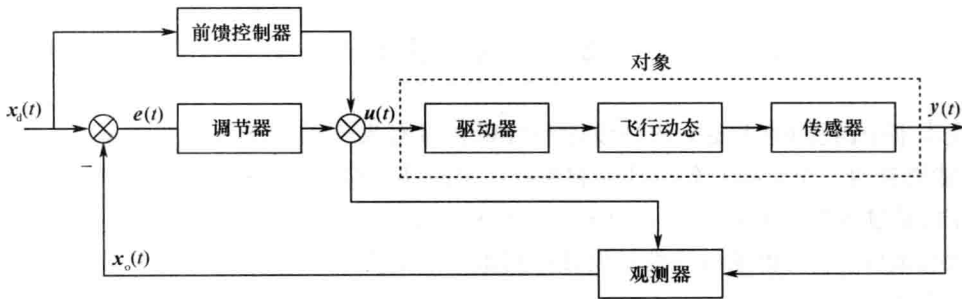 前馈控制器
对象
x_d(t)
e(t)
调节器
u(t)
驱动器
飞行动态
传感器
y(t)
−
x_o(t)
观测器